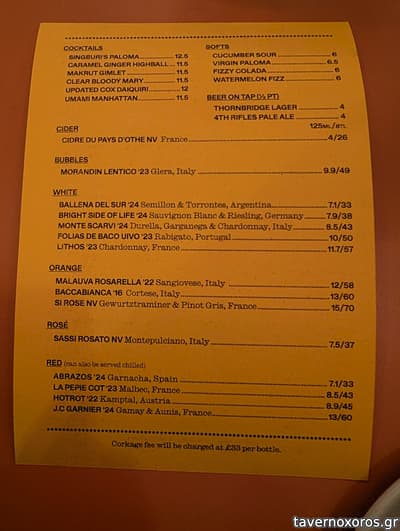 COCKTAILS
SINGBURI'S PALOMA 12.5
CARAMEL GINGER HIGHBALL 11.5
MAKRUT GIMLET 11.5
CLEAR BLOODY MARY 11.5
UPDATED COX DAIQUIRI 12
UMAMI MANHATTAN 11.5
SOFTS
CUCUMBER SOUR 6
VIRGIN PALOMA 6.5
FIZZY COLADA 6
WATERMELON FIZZ 6
BEER ON TAP (½ PT)
THORNBRIDGE LAGER 4
4TH RIFLES PALE ALE 4
125ML/BTL
CIDER
CIDRE DU PAYS D'OTHE NV France 4/26
BUBBLES
MORANDIN LENTICO '23 Glera, Italy 9.9/49
WHITE
BALLENA DEL SUR '24 Semillon & Torrontes, Argentina 7.1/33
BRIGHT SIDE OF LIFE '24 Sauvignon Blanc & Riesling, Germany 7.9/38
MONTE SCARVI '24 Durella, Garganega & Chardonnay, Italy 8.5/43
FOLIAS DE BACO UIVO '23 Rabigato, Portugal 10/50
LITHOS '23 Chardonnay, France 11.7/57
ORANGE
MALAUVA ROSARELLA '22 Sangiovese, Italy 12/58
BACCABIANCA '16 Cortese, Italy 13/60
SI ROSE NV Gewurtztraminer & Pinot Gris, France 15/70
ROSÉ
SASSI ROSATO NV Montepulciano, Italy 7.5/37
RED (can also be served chilled)
ABRAZOS '24 Garnacha, Spain 7.1/33
LA PEPIE COT '23 Malbec, France 8.5/43
HOTROT '22 Kamptal, Austria 8.9/45
J.C GARNIER '24 Gamay & Aunis, France 13/60
Corkage fee will be charged at £35 per bottle.
tavernoxoros.gr